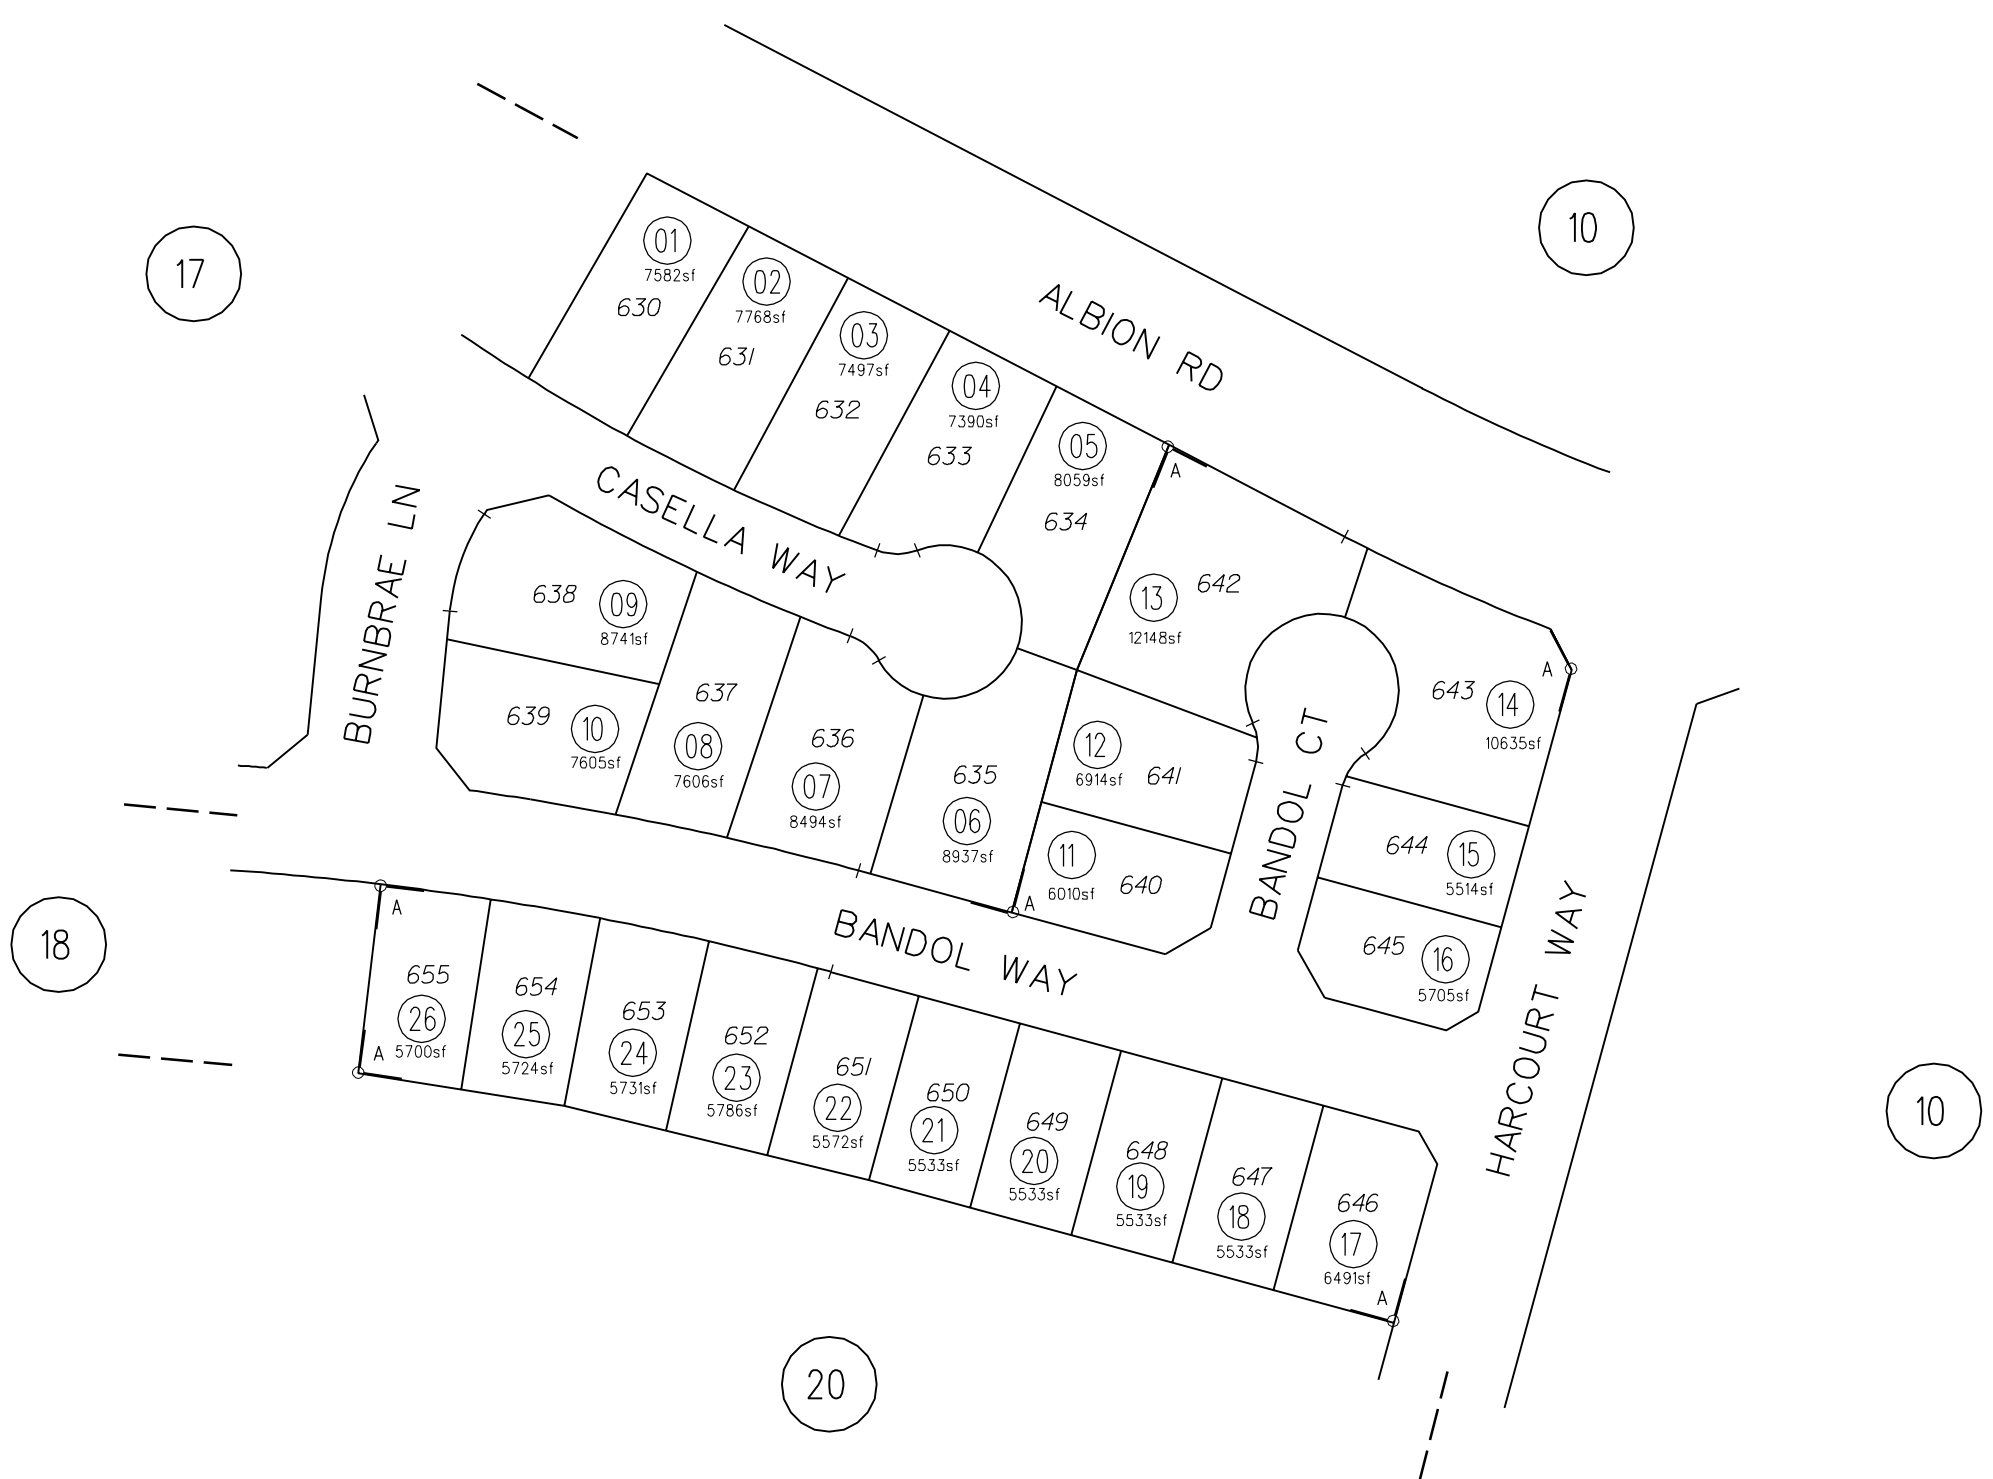 10
17
01
7582sf
630
02
7768sf
631
03
7497sf
632
04
7390sf
633
05
8059sf
634
ALBION RD
A
CASELLA WAY
BURNBRAE LN
638
09
8741sf
639
10
7605sf
637
08
7606sf
636
07
8494sf
635
06
8937sf
13
642
12148sf
12
6914sf
641
11
6010sf
640
A
BANDOL CT
A
643
14
10635sf
644
15
5514sf
645
16
5705sf
HARCOURT WAY
BANDOL WAY
18
A
655
26
A
5700sf
654
25
5724sf
653
24
5731sf
652
23
5786sf
651
22
5572sf
650
21
5533sf
649
20
5533sf
648
19
5533sf
647
18
5533sf
646
17
6491sf
A
10
20